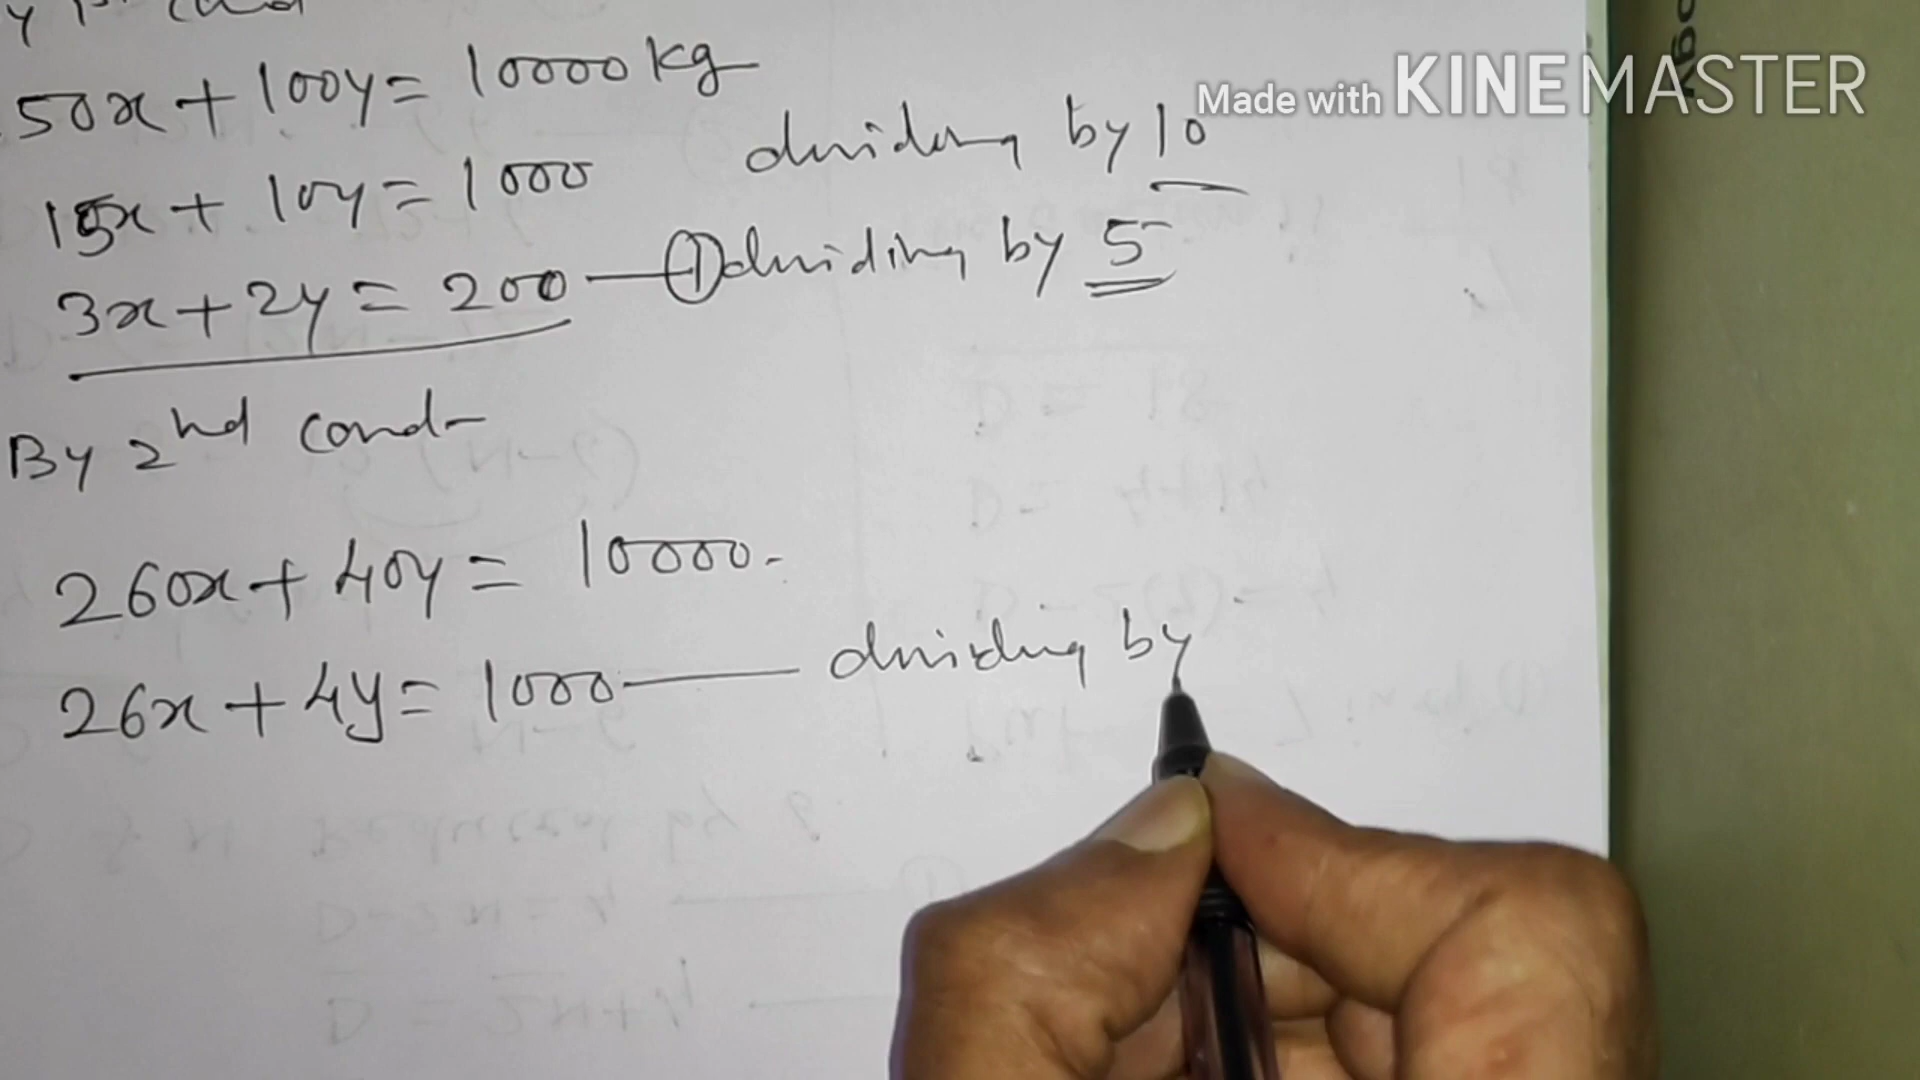 50x + 100y = 10000 kg
Made with KINEMASTER
dividing by 10
15x + 10y = 1000
3x + 2y = 200 — ① dividing by 5
By 2nd cond-
260x + 40y = 10000-
26x + 4y = 1000 — dividing by